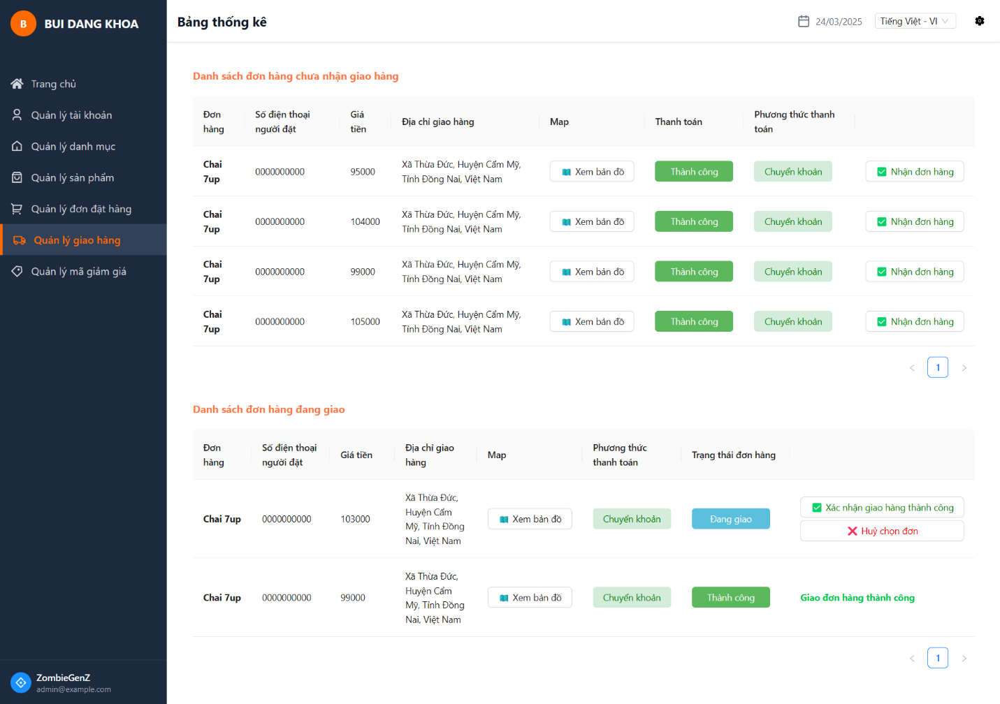 B BUI DANG KHOA
Trang chủ
Quản lý tài khoản
Quản lý danh mục
Quản lý sản phẩm
Quản lý đơn đặt hàng
Quản lý giao hàng
Quản lý mã giảm giá
ZombieGenZ
admin@example.com
Bảng thống kê
24/03/2025
Tiếng Việt - VI
Danh sách đơn hàng chưa nhận giao hàng
Đơn hàng Số điện thoại người đặt Giá tiền Địa chỉ giao hàng Map Thanh toán Phương thức thanh toán
Chai 7up 0000000000 95000 Xã Thừa Đức, Huyện Cẩm Mỹ, Tỉnh Đồng Nai, Việt Nam Xem bản đồ Thành công Chuyển khoản Nhận đơn hàng
Chai 7up 0000000000 104000 Xã Thừa Đức, Huyện Cẩm Mỹ, Tỉnh Đồng Nai, Việt Nam Xem bản đồ Thành công Chuyển khoản Nhận đơn hàng
Chai 7up 0000000000 99000 Xã Thừa Đức, Huyện Cẩm Mỹ, Tỉnh Đồng Nai, Việt Nam Xem bản đồ Thành công Chuyển khoản Nhận đơn hàng
Chai 7up 0000000000 105000 Xã Thừa Đức, Huyện Cẩm Mỹ, Tỉnh Đồng Nai, Việt Nam Xem bản đồ Thành công Chuyển khoản Nhận đơn hàng
< 1 >
Danh sách đơn hàng đang giao
Đơn hàng Số điện thoại người đặt Giá tiền Địa chỉ giao hàng Map Phương thức thanh toán Trạng thái đơn hàng
Chai 7up 0000000000 103000 Xã Thừa Đức, Huyện Cẩm Mỹ, Tỉnh Đồng Nai, Việt Nam Xem bản đồ Chuyển khoản Đang giao Xác nhận giao hàng thành công
Huỷ chọn đơn
Chai 7up 0000000000 99000 Xã Thừa Đức, Huyện Cẩm Mỹ, Tỉnh Đồng Nai, Việt Nam Xem bản đồ Chuyển khoản Thành công Giao đơn hàng thành công
< 1 >